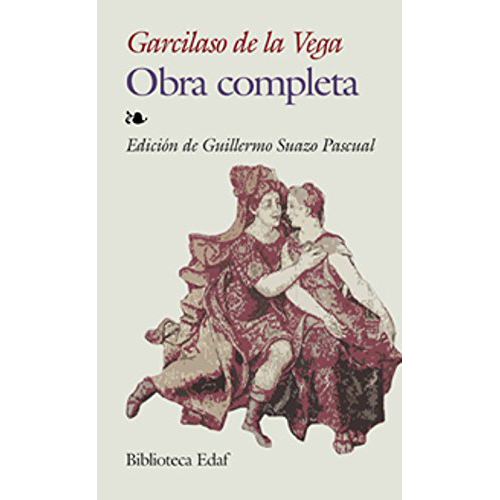 Garcilaso de la Vega
Obra completa
Edición de Guillermo Suazo Pascual
Biblioteca Edaf